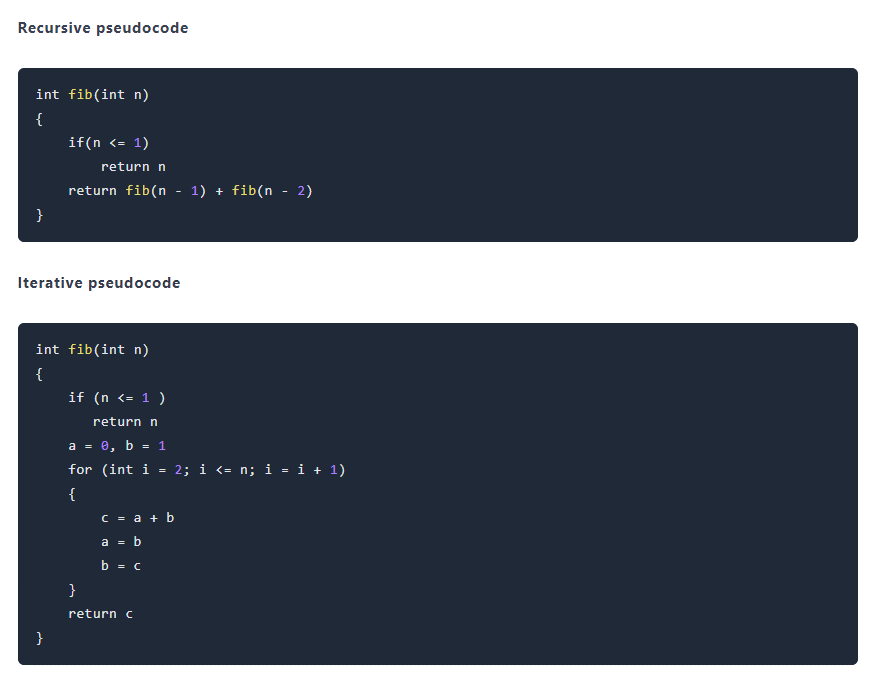 Recursive pseudocode
int fib(int n)
{
    if(n <= 1)
        return n
    return fib(n - 1) + fib(n - 2)
}
Iterative pseudocode
int fib(int n)
{
    if (n <= 1 )
       return n
    a = 0, b = 1
    for (int i = 2; i <= n; i = i + 1)
    {
        c = a + b
        a = b
        b = c
    }
    return c
}